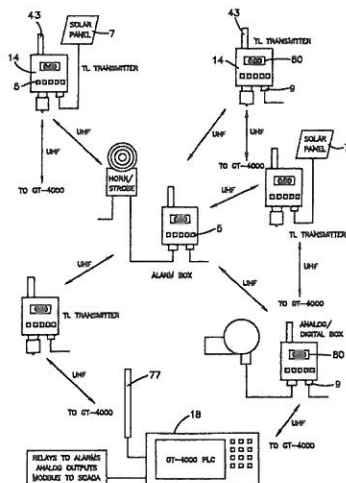 43
SOLAR
PANEL
7
14
5
TL TRANSMITTER
UHF
UHF
TO GT-4000
43
80
14
9
TL TRANSMITTER
UHF
UHF
TO GT-4000
SOLAR
PANEL
7
HORN/
STROBE
UHF
TL TRANSMITTER
5
ALARM BOX
UHF
UHF
UHF
TO GT-4000
TL TRANSMITTER
ANALOG/
DIGITAL BOX
80
9
UHF
TO GT-4000
77
18
UHF
TO GT-4000
GT-4000 PLC
RELAYS TO ALARMS
ANALOG OUTPUTS
MODBUS TO SCADA